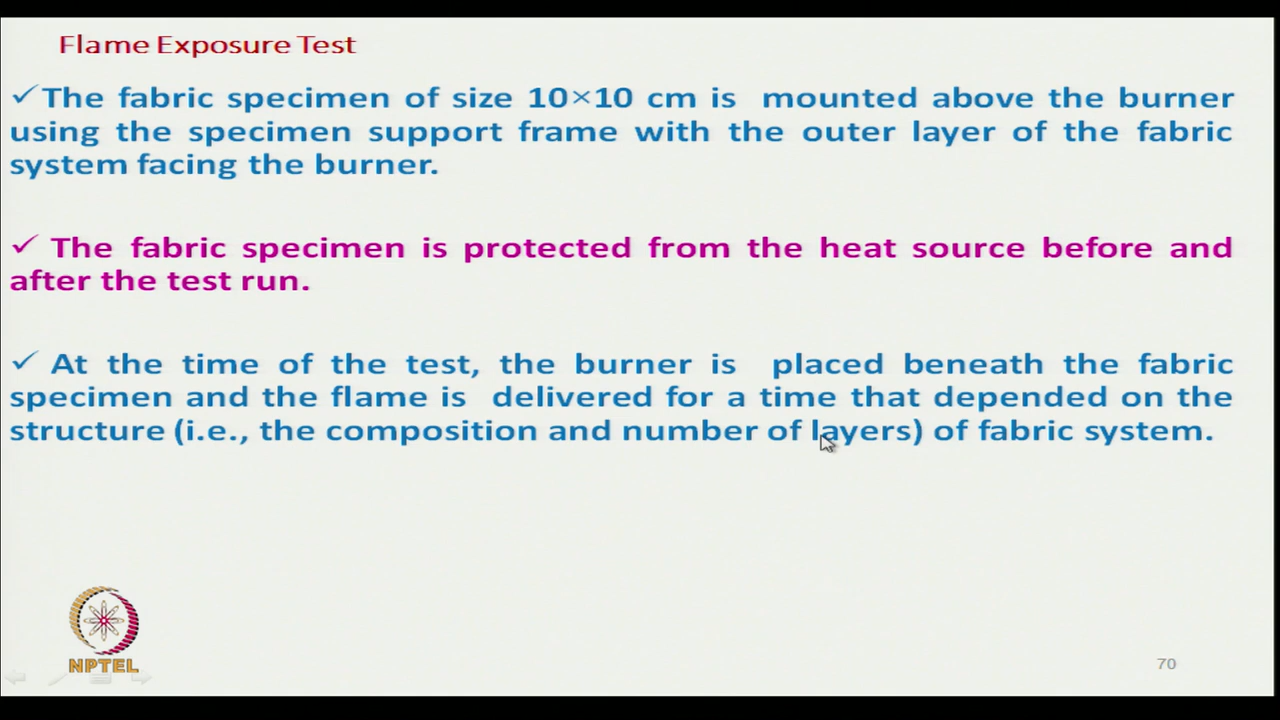 Flame Exposure Test
✓The fabric specimen of size 10×10 cm is mounted above the burner
using the specimen support frame with the outer layer of the fabric
system facing the burner.
✓ The fabric specimen is protected from the heat source before and
after the test run.
✓ At the time of the test, the burner is placed beneath the fabric
specimen and the flame is delivered for a time that depended on the
structure (i.e., the composition and number of layers) of fabric system.
NPTEL
70